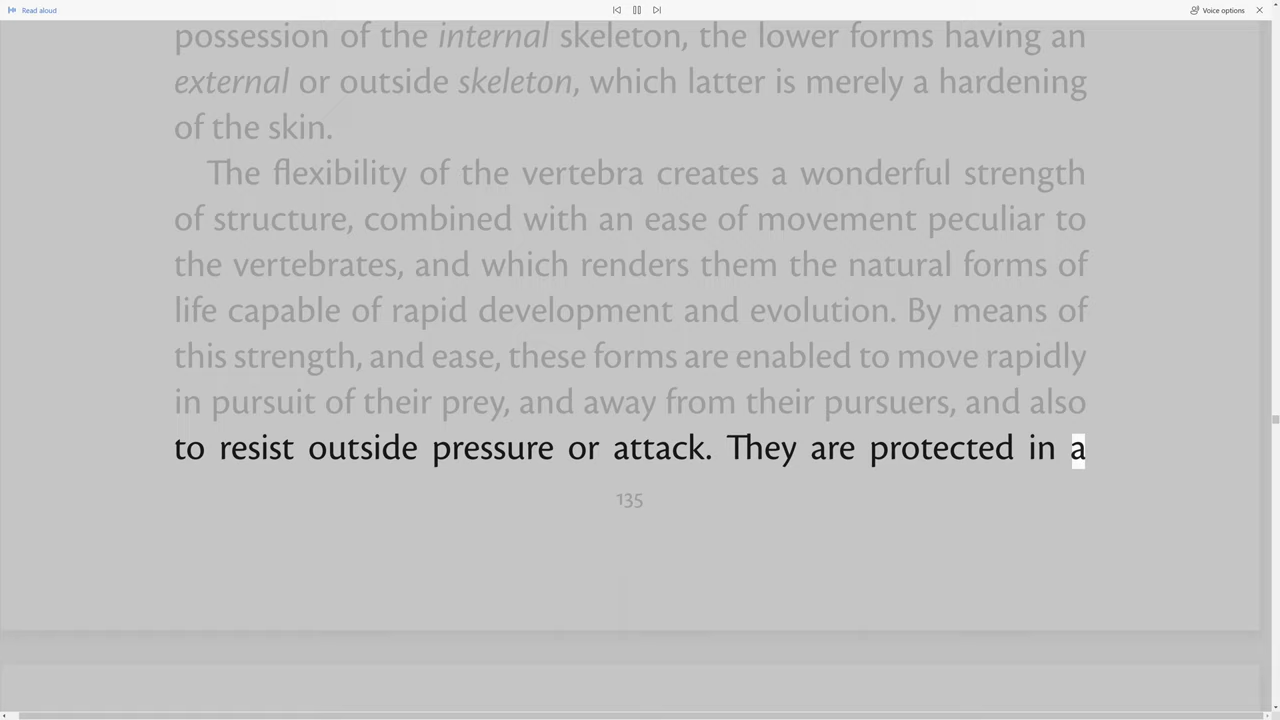 Read aloud
Voice options
possession of the internal skeleton, the lower forms having an
external or outside skeleton, which latter is merely a hardening
of the skin.
The flexibility of the vertebra creates a wonderful strength
of structure, combined with an ease of movement peculiar to
the vertebrates, and which renders them the natural forms of
life capable of rapid development and evolution. By means of
this strength, and ease, these forms are enabled to move rapidly
in pursuit of their prey, and away from their pursuers, and also
to resist outside pressure or attack. They are protected in a
135